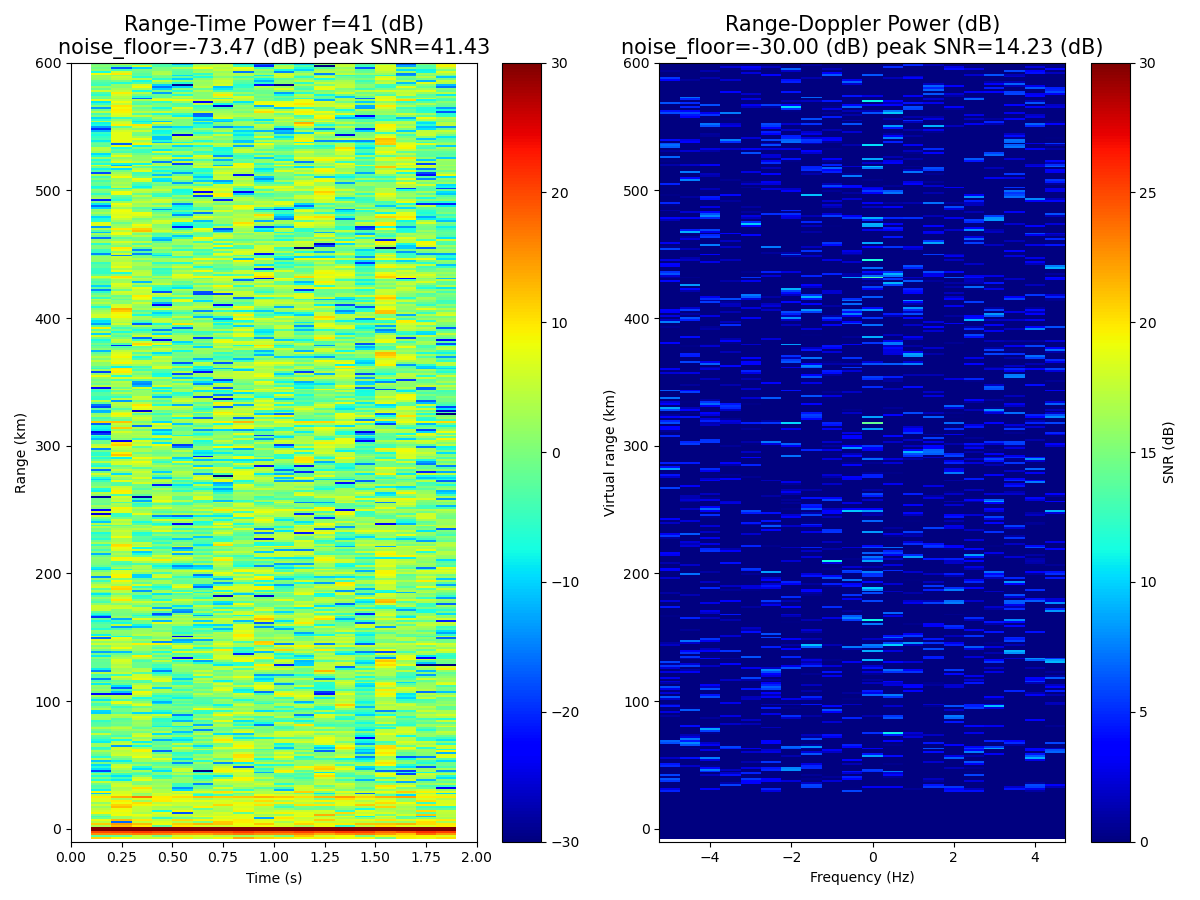 Range-Time Power f=41 (dB)
noise_floor=-73.47 (dB) peak SNR=41.43
600
500
400
300
200
100
0
Range (km)
0.00 0.25 0.50 0.75 1.00 1.25 1.50 1.75 2.00
Time (s)
30
20
10
0
−10
−20
−30
Range-Doppler Power (dB)
noise_floor=-30.00 (dB) peak SNR=14.23 (dB)
600
500
400
300
200
100
0
Virtual range (km)
−4 −2 0 2 4
Frequency (Hz)
30
25
20
15
10
5
0
SNR (dB)